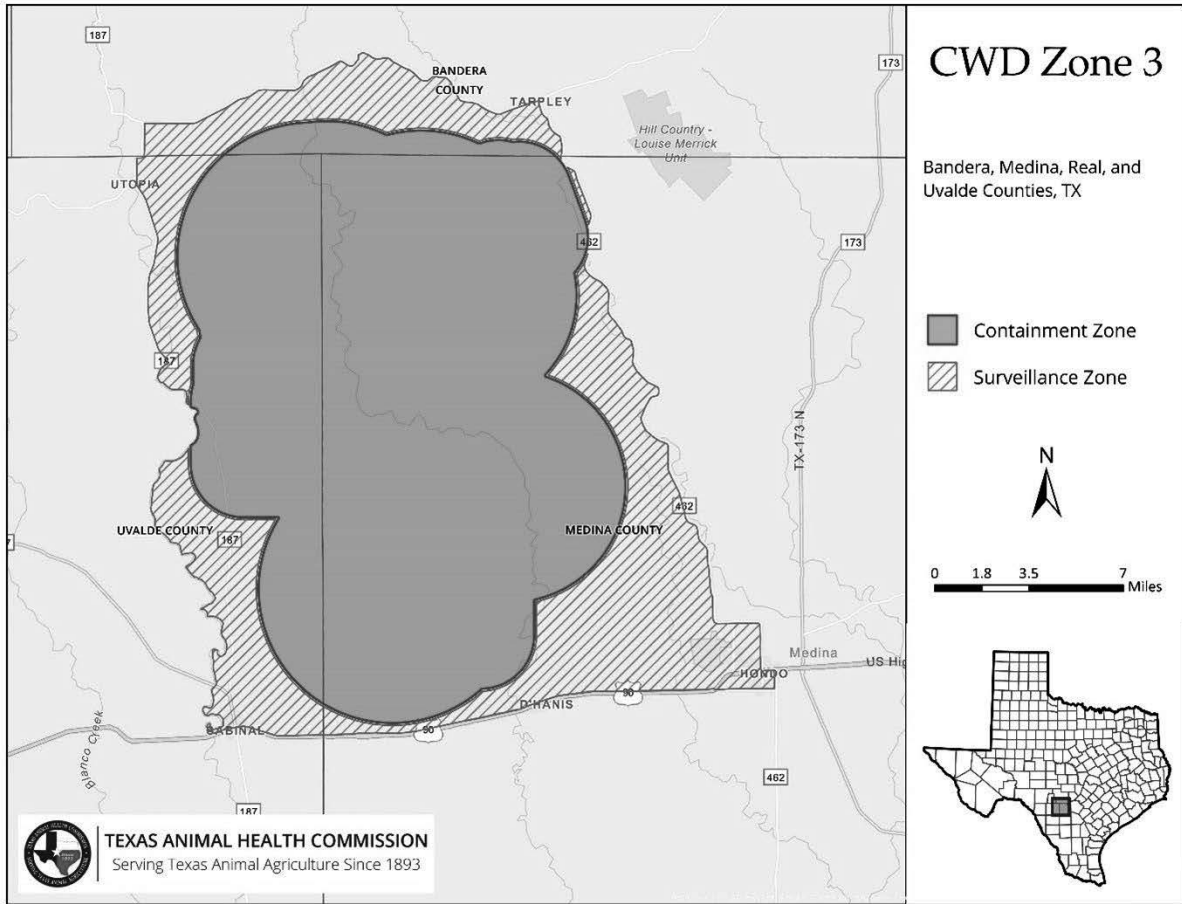 187
BANDERA
COUNTY
TARPLEY
173
Hill Country -
Louise Merrick
Unit
UTOPIA
462
173
187
TX-173 N
462
UVALDE COUNTY
187
MEDINA COUNTY
Medina
US Hig
HONDO
90
D'HANIS
SABINAL
90
Blanco Creek
462
187
TEXAS ANIMAL HEALTH COMMISSION
Serving Texas Animal Agriculture Since 1893
CWD Zone 3
Bandera, Medina, Real, and
Uvalde Counties, TX
Containment Zone
Surveillance Zone
N
0 1.8 3.5 7
Miles